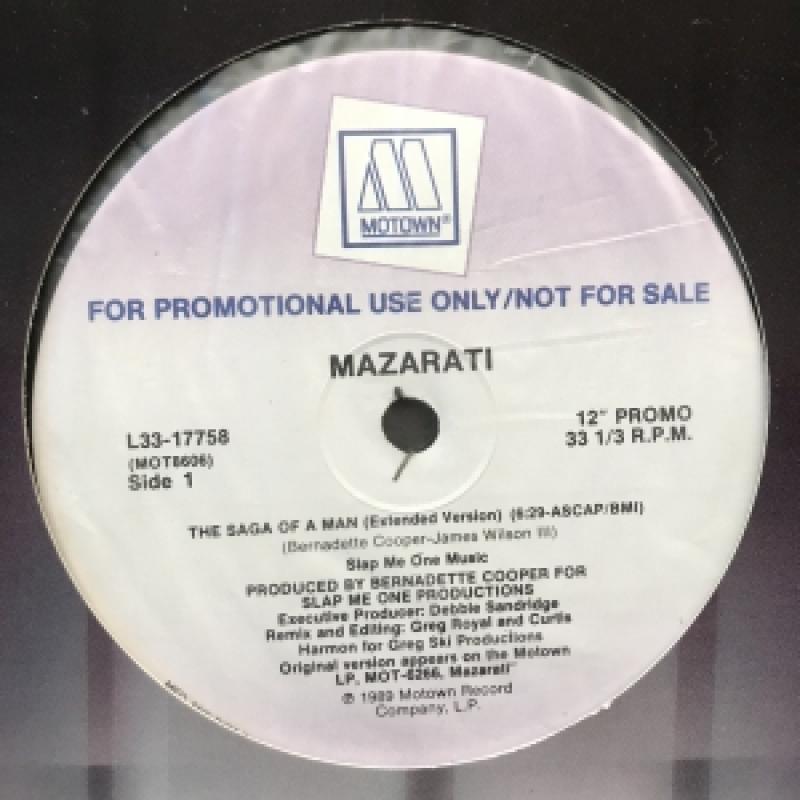 MOTOWN®
FOR PROMOTIONAL USE ONLY/NOT FOR SALE
MAZARATI
L33-17758
(MOT8606)
Side 1
12" PROMO
33 1/3 R.P.M.
THE SAGA OF A MAN (Extended Version) (6:29-ASCAP/BMI)
(Bernadette Cooper-James Wilson III)
Slap Me One Music
PRODUCED BY BERNADETTE COOPER FOR
SLAP ME ONE PRODUCTIONS
Executive Producer: Debbie Sandridge
Remix and Editing: Greg Royal and Curtis
Harmon for Greg Ski Productions
Original version appears on the Motown
LP, MOT-6266, Mazarati"
℗ 1989 Motown Record
Company, L.P.